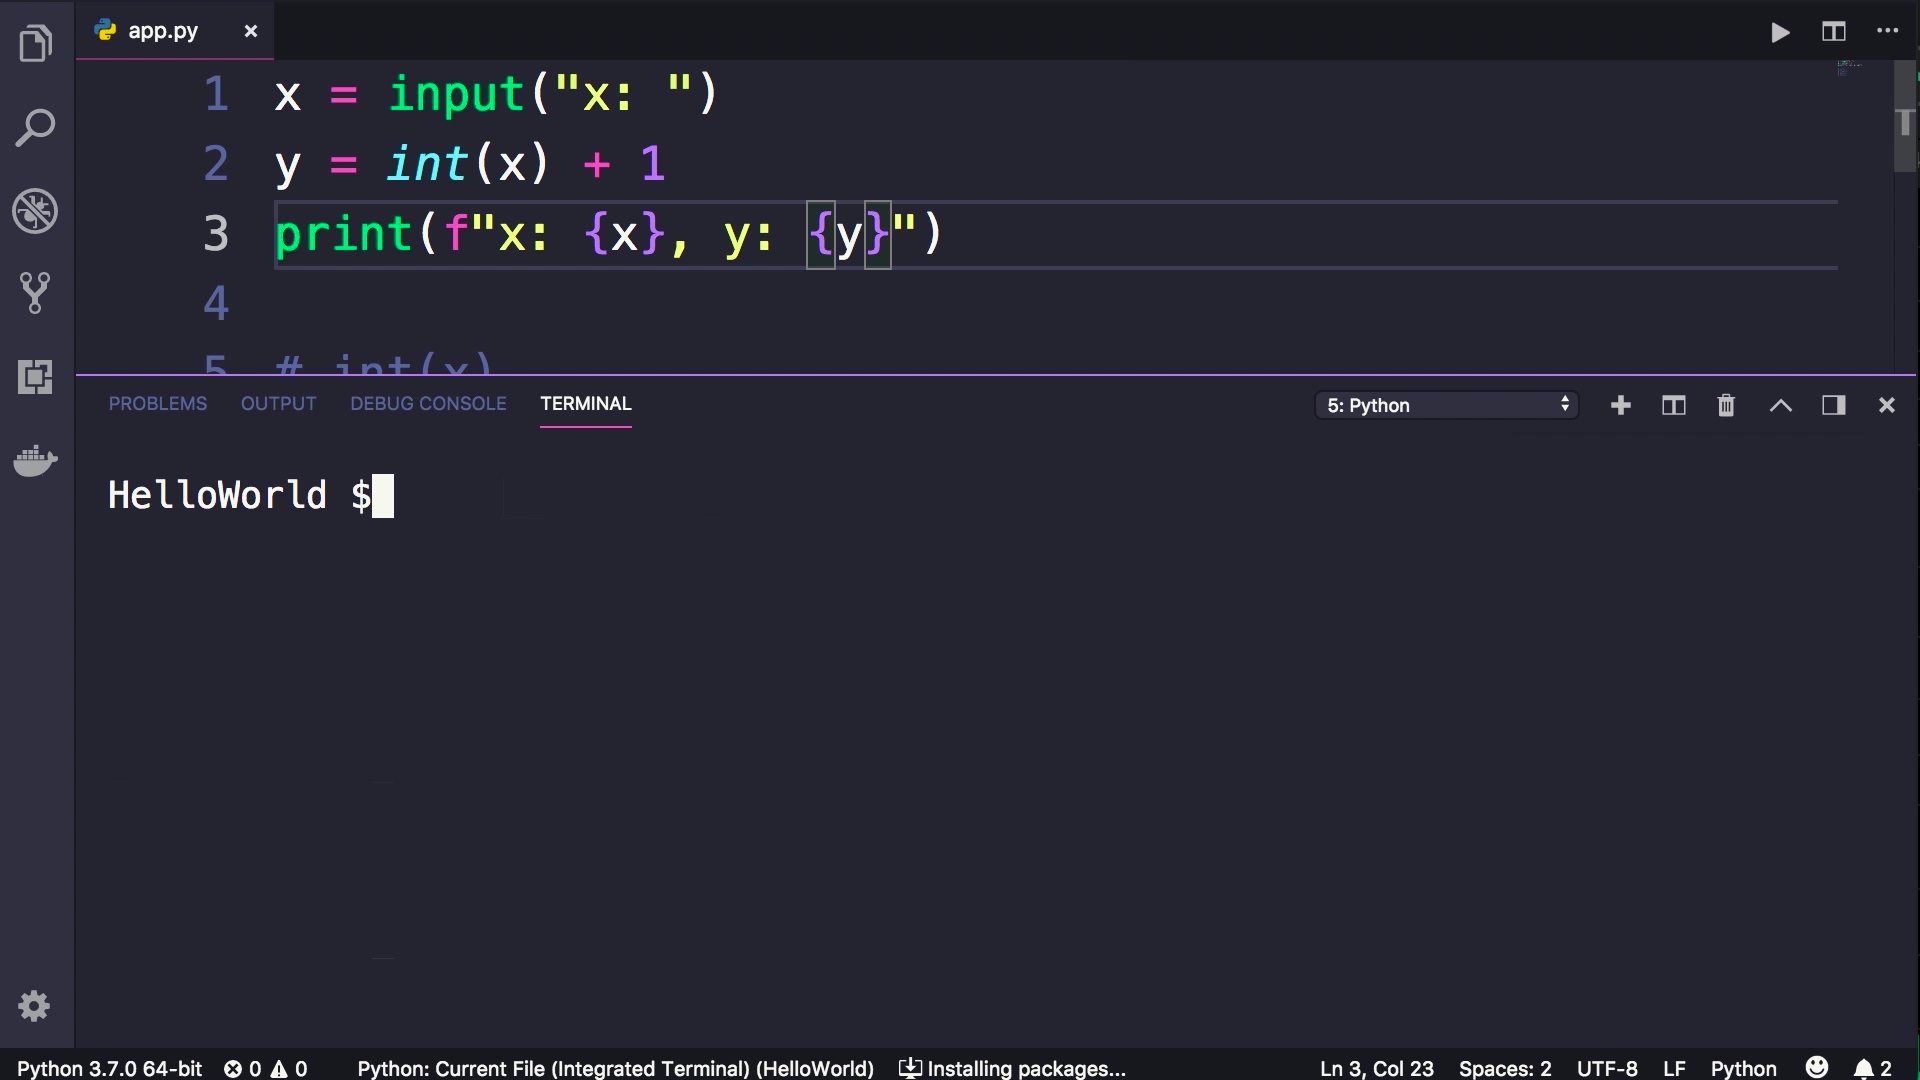 app.py
1 x = input("x: ")
2 y = int(x) + 1
3 print(f"x: {x}, y: {y}")
4
5 # int(x)
PROBLEMS OUTPUT DEBUG CONSOLE TERMINAL 5: Python
HelloWorld $
Python 3.7.0 64-bit 0 0 Python: Current File (Integrated Terminal) (HelloWorld) Installing packages... Ln 3, Col 23 Spaces: 2 UTF-8 LF Python 2